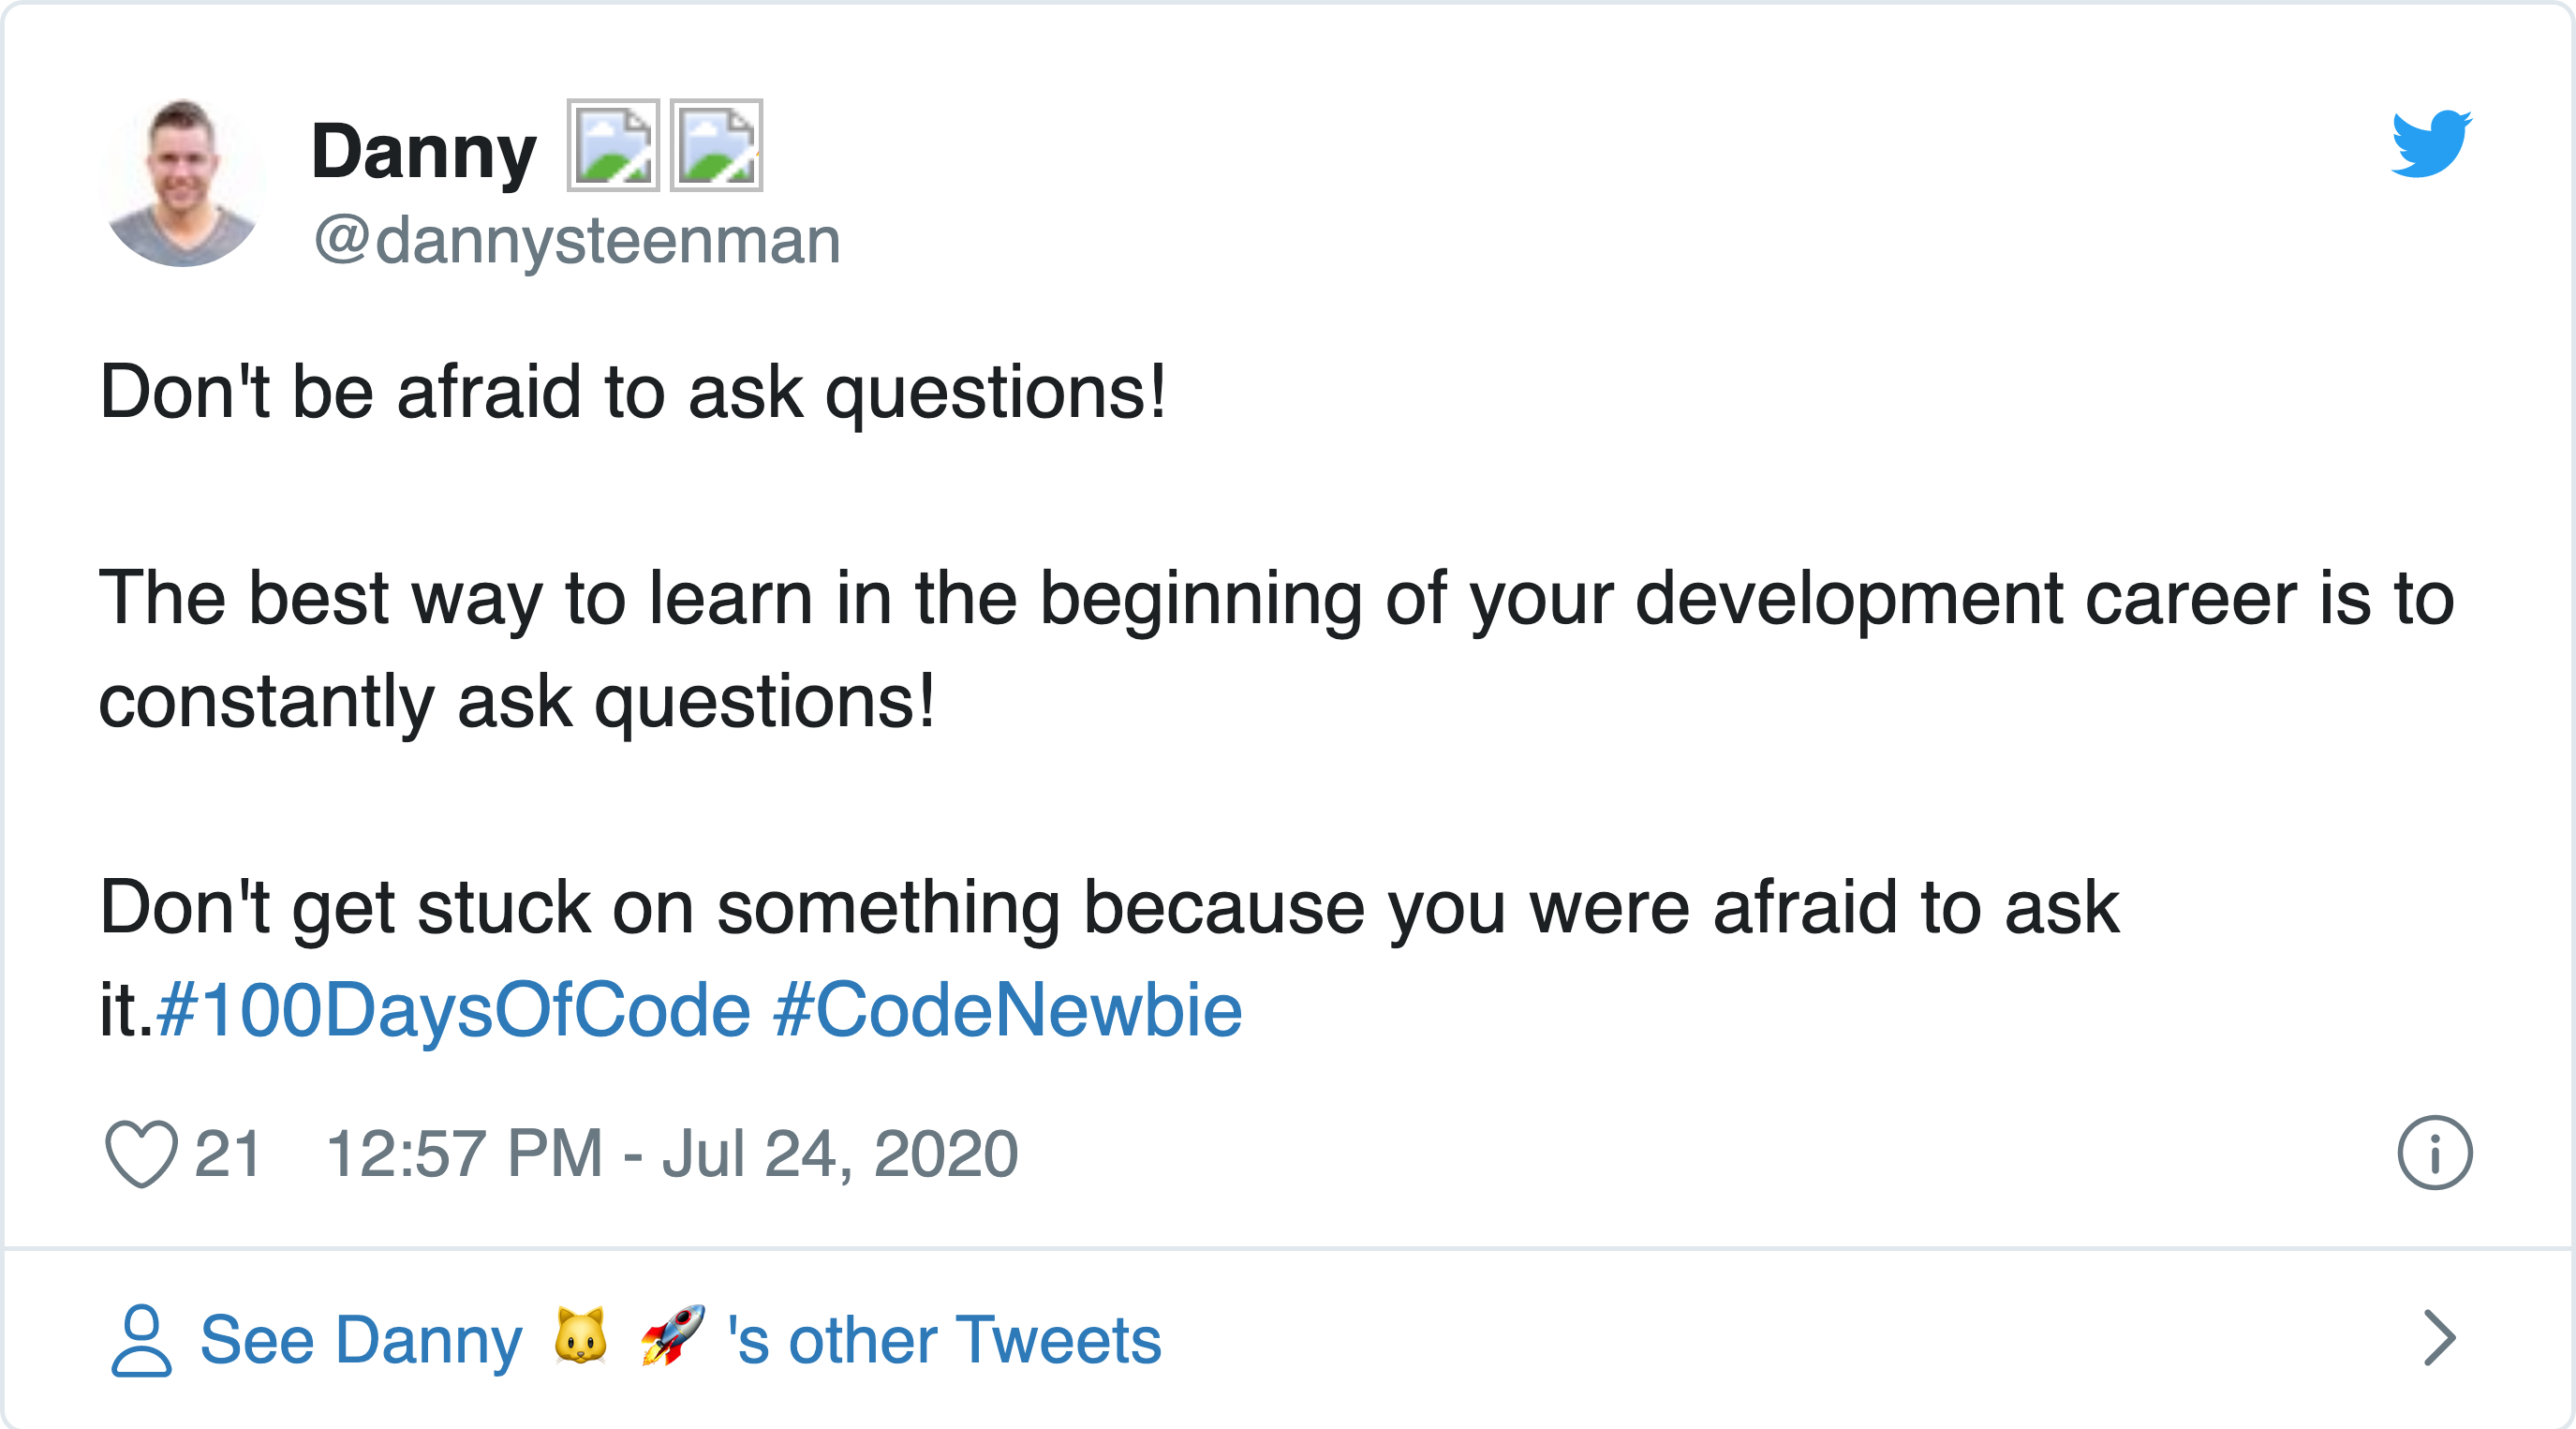 Danny
@dannysteenman
Don't be afraid to ask questions!
The best way to learn in the beginning of your development career is to
constantly ask questions!
Don't get stuck on something because you were afraid to ask
it.#100DaysOfCode #CodeNewbie
21 12:57 PM - Jul 24, 2020
See Danny 🐱 🚀 's other Tweets